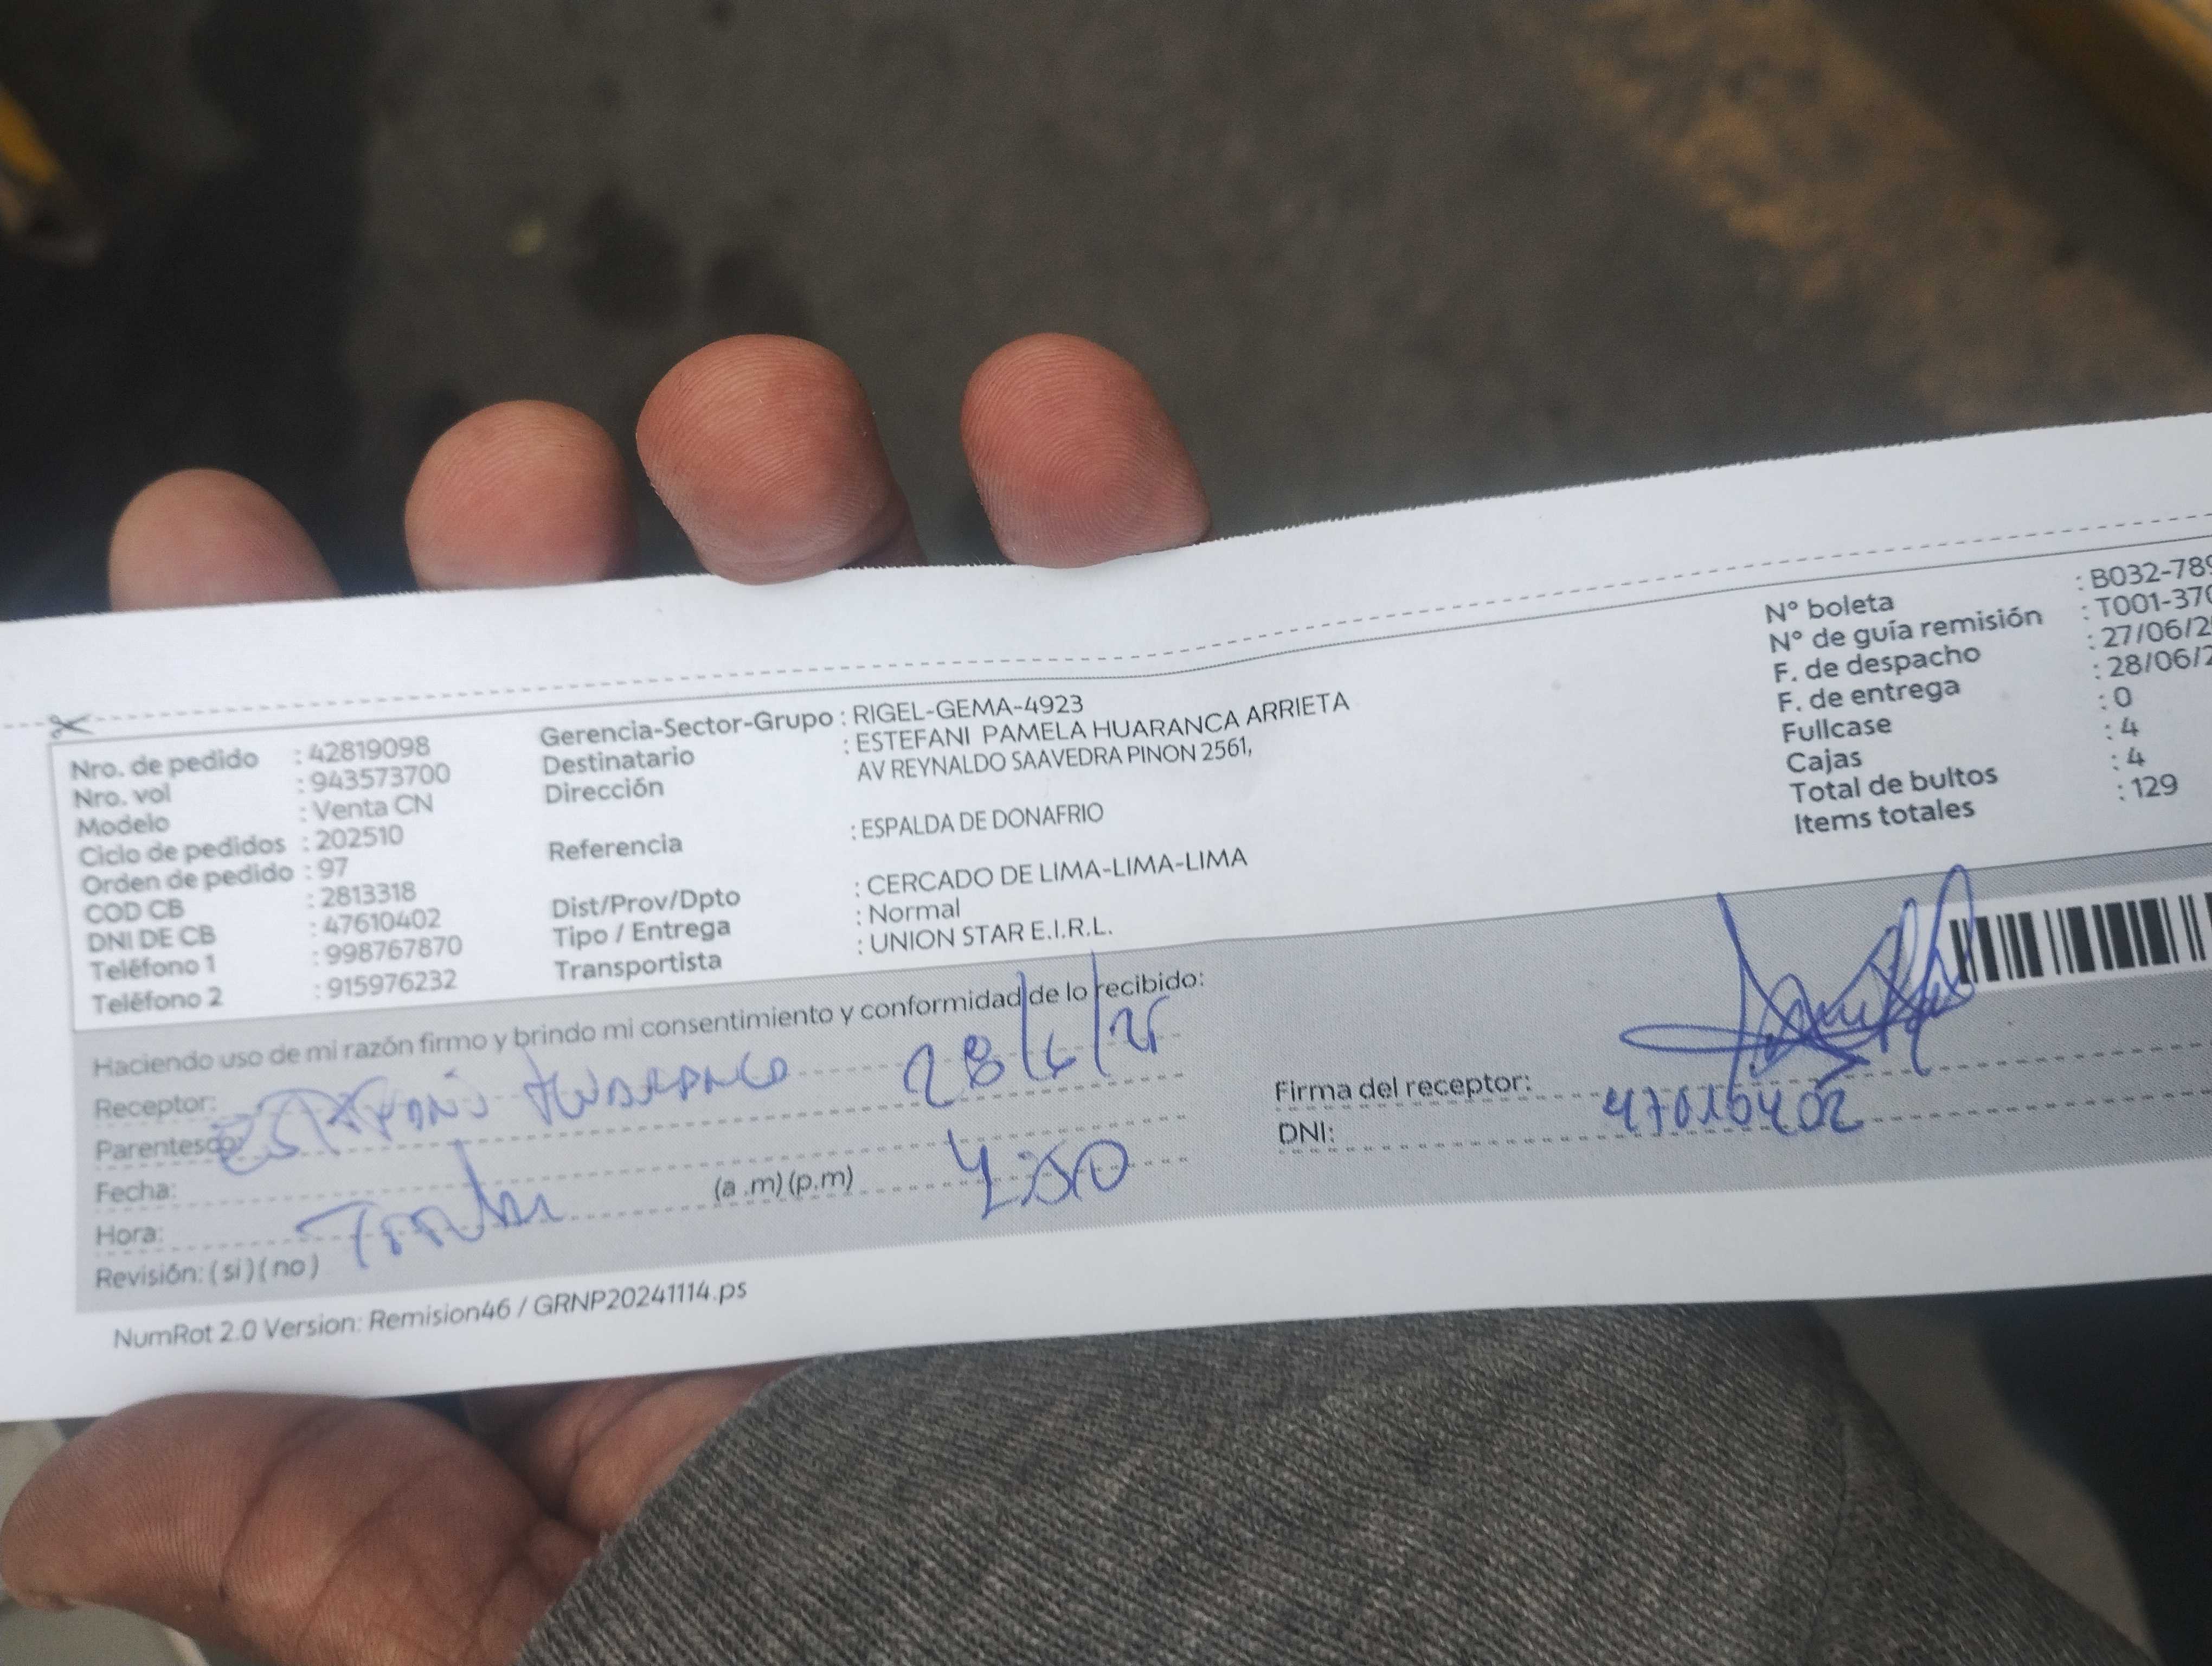 Nro. de pedido : 42819098
Nro. vol : 943573700
Modelo : Venta CN
Ciclo de pedidos : 202510
Orden de pedido : 97
COD CB : 2813318
DNI DE CB : 47610402
Teléfono 1 : 998767870
Teléfono 2 : 915976232
Gerencia-Sector-Grupo : RIGEL-GEMA-4923
Destinatario : ESTEFANI PAMELA HUARANCA ARRIETA
Dirección AV REYNALDO SAAVEDRA PINON 2561,
Referencia : ESPALDA DE DONAFRIO
Dist/Prov/Dpto : CERCADO DE LIMA-LIMA-LIMA
Tipo / Entrega : Normal
Transportista : UNION STAR E.I.R.L.
N° boleta : B032-789
N° de guía remisión : T001-370
F. de despacho : 27/06/2
F. de entrega : 28/06/2
Fullcase : 0
Cajas : 4
Total de bultos : 4
Items totales : 129
Haciendo uso de mi razón firmo y brindo mi consentimiento y conformidad de lo recibido:
Receptor:
Parentesco:
Fecha: 28/6/25
Hora: (a .m) (p.m) 4:50
Revisión: ( si ) ( no )
Firma del receptor:
DNI:
NumRot 2.0 Version: Remision46 / GRNP20241114.ps